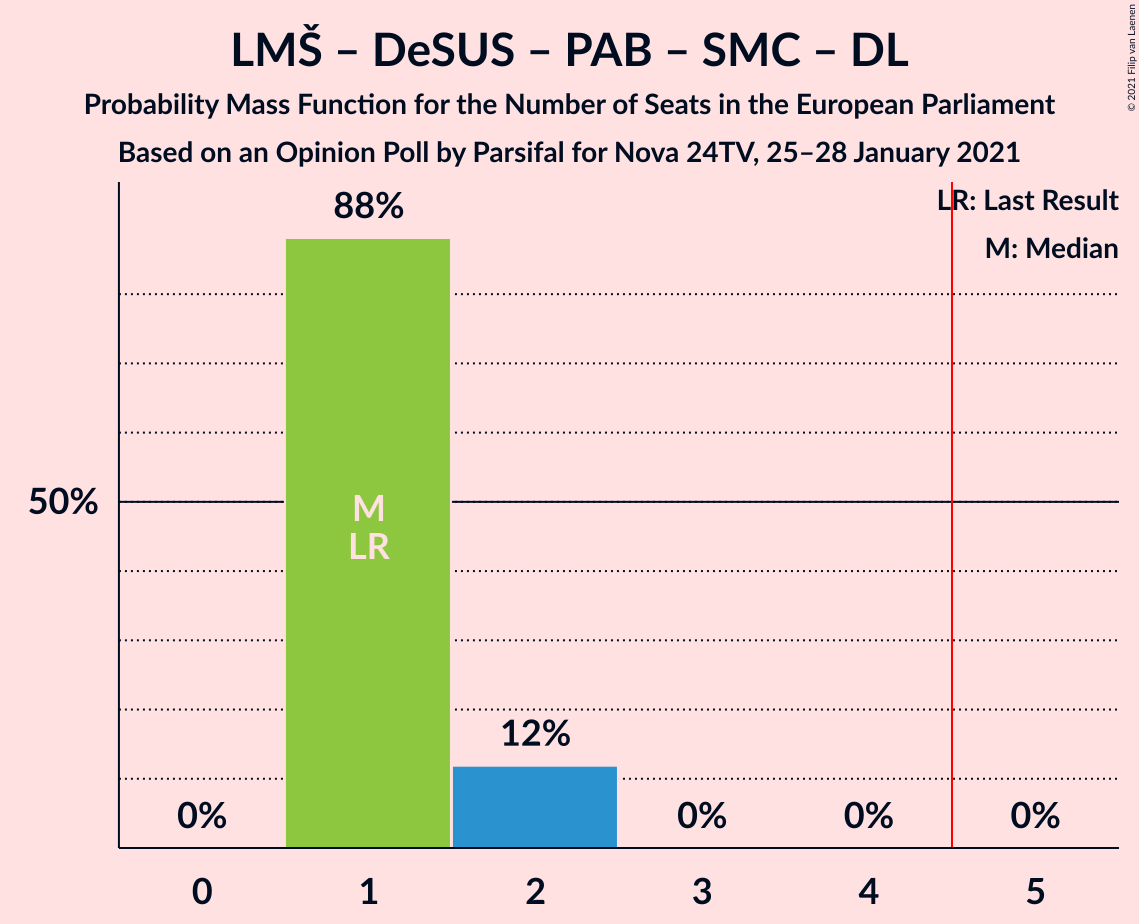 LMŠ – DeSUS – PAB – SMC – DL
Probability Mass Function for the Number of Seats in the European Parliament
Based on an Opinion Poll by Parsifal for Nova 24TV, 25–28 January 2021
© 2021 Filip van Laenen
LR: Last Result
M: Median
88%
50%
M
LR
12%
0%
0%
0%
0%
0
1
2
3
4
5